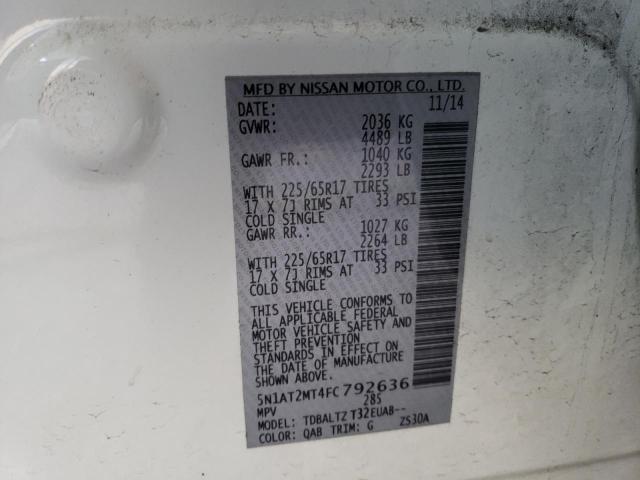 MFD BY NISSAN MOTOR CO., LTD.
DATE: 11/14
GVWR: 2036 KG
4489 LB
GAWR FR.: 1040 KG
2293 LB
WITH 225/65R17 TIRES
17 X 7J RIMS AT 33 PSI
COLD SINGLE
GAWR RR.: 1027 KG
2264 LB
WITH 225/65R17 TIRES
17 X 7J RIMS AT 33 PSI
COLD SINGLE
THIS VEHICLE CONFORMS TO
ALL APPLICABLE FEDERAL
MOTOR VEHICLE SAFETY AND
THEFT PREVENTION
STANDARDS IN EFFECT ON
THE DATE OF MANUFACTURE
SHOWN ABOVE.
5N1AT2MT4FC792636
MPV 285
MODEL: TDBALTZ T32EUAB--
COLOR: QAB TRIM: G ZS30A